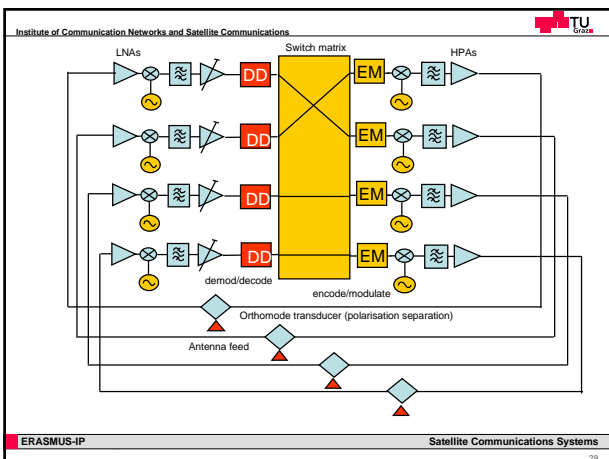 Institute of Communication Networks and Satellite Communications
TU
Graz
LNAs
Switch matrix
HPAs
DD
EM
DD
EM
DD
EM
DD
EM
demod/decode
encode/modulate
Orthomode transducer (polarisation separation)
Antenna feed
ERASMUS-IP
Satellite Communications Systems
29